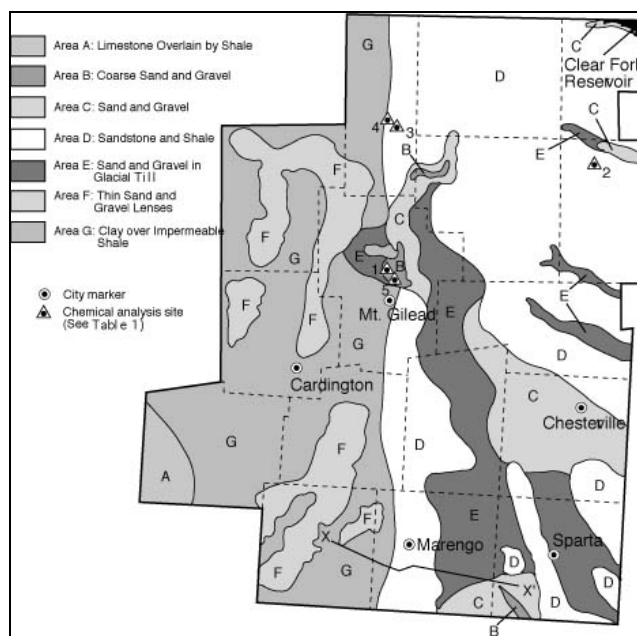 Area A: Limestone Overlain by Shale
Area B: Coarse Sand and Gravel
Area C: Sand and Gravel
Area D: Sandstone and Shale
Area E: Sand and Gravel in
Glacial Till
Area F: Thin Sand and
Gravel Lenses
Area G: Clay over Impermeable
Shale
City marker
Chemical analysis site
(See Table 1)
G
C
Clear Fork
Reservoir
D
C
E
4
3
2
B
F
C
F
G
E
1
B
5
Mt. Gilead
E
E
F
F
G
D
Cardington
C
Chesterville
A
G
F
D
D
E
F
X
Marengo
Sparta
D
G
X'
C
D
D
B